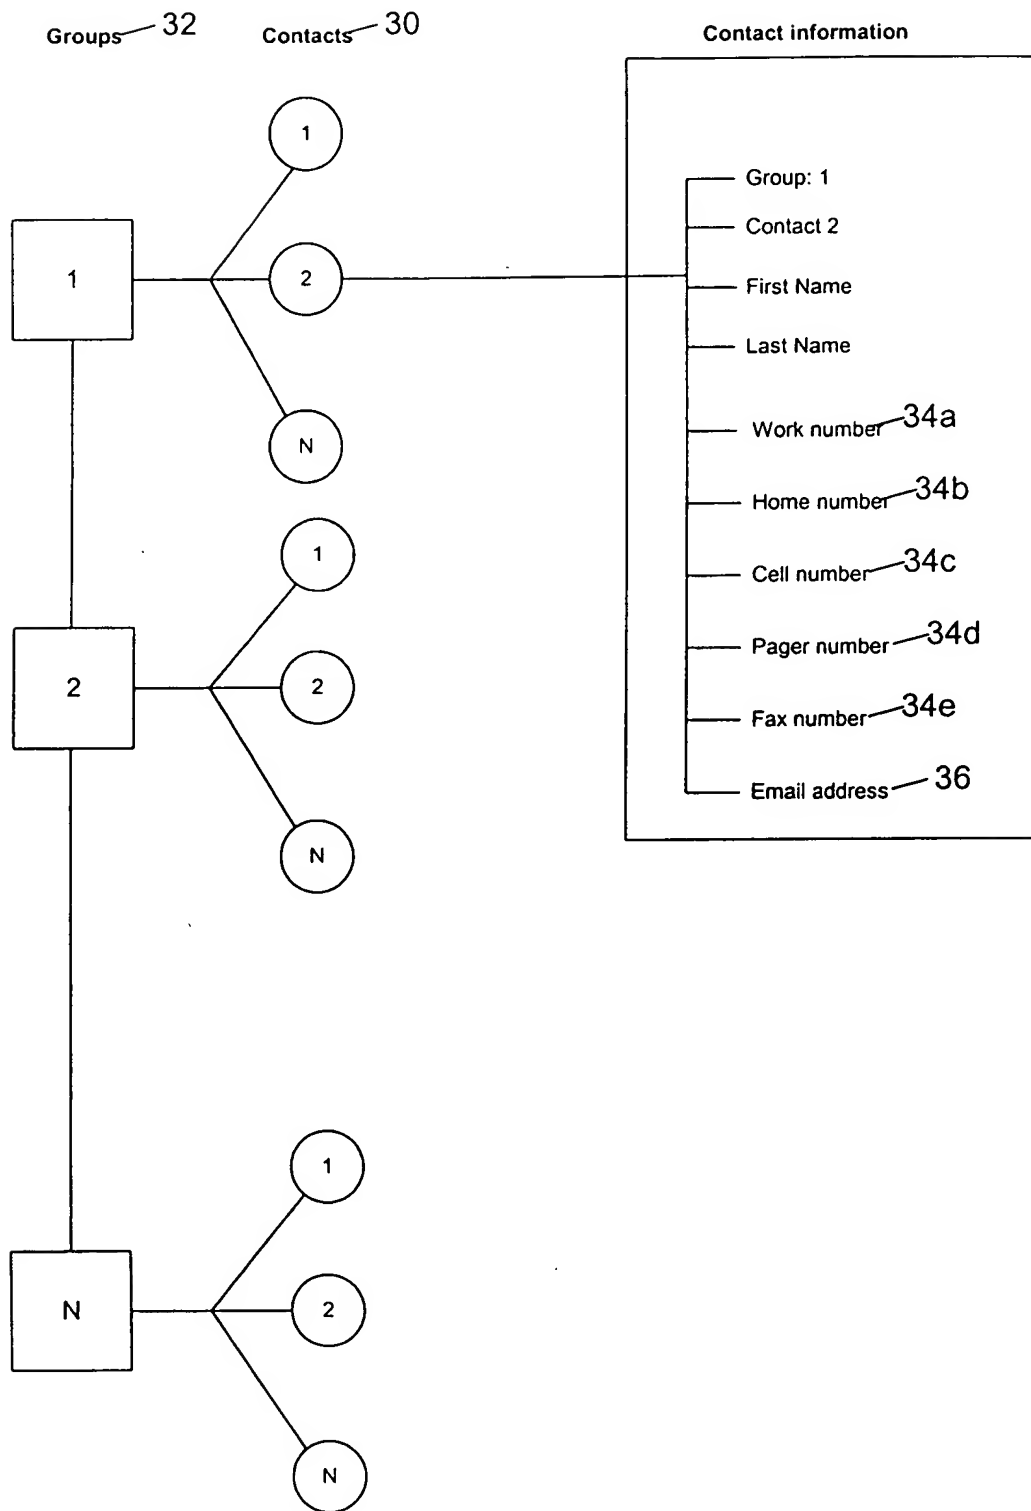 Groups 32
Contacts 30
Contact information
1
1
2
N
Group: 1
Contact 2
First Name
Last Name
Work number 34a
Home number 34b
Cell number 34c
Pager number 34d
Fax number 34e
Email address 36
2
1
2
N
N
1
2
N